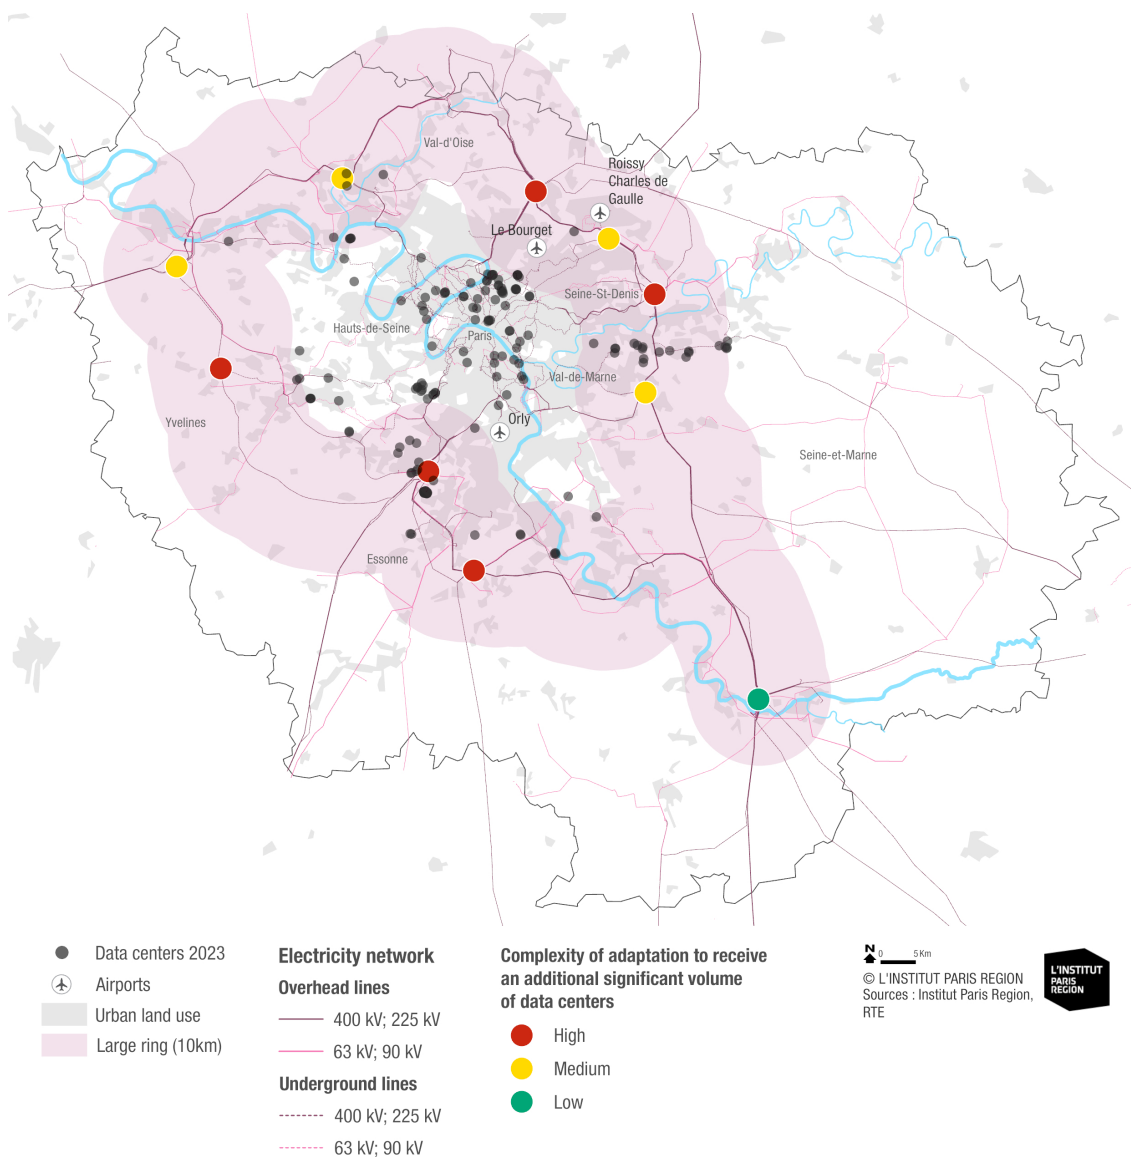 Val-d'Oise
Roissy
Charles de
Gaulle
Le Bourget
Seine-St-Denis
Hauts-de-Seine
Paris
Val-de-Marne
Orly
Yvelines
Seine-et-Marne
Essonne
Data centers 2023
Airports
Urban land use
Large ring (10km)
Electricity network
Overhead lines
400 kV; 225 kV
63 kV; 90 kV
Underground lines
400 kV; 225 kV
63 kV; 90 kV
Complexity of adaptation to receive
an additional significant volume
of data centers
High
Medium
Low
N
0 5 Km
© L'INSTITUT PARIS REGION
Sources : Institut Paris Region,
RTE
L'INSTITUT
PARIS
REGION